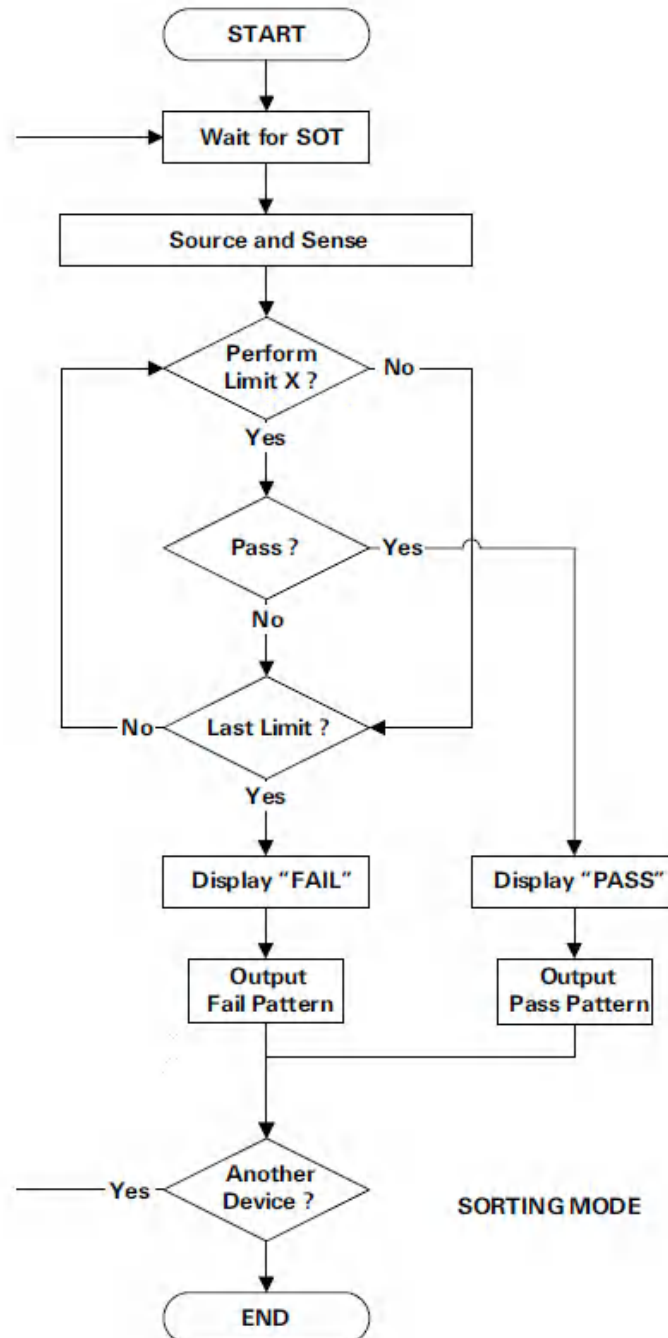 START
Wait for SOT
Source and Sense
Perform
Limit X ?
No
Yes
Pass ?
Yes
No
No
Last Limit ?
Yes
Display “FAIL”
Display “PASS”
Output
Fail Pattern
Output
Pass Pattern
Yes
Another
Device ?
SORTING MODE
END